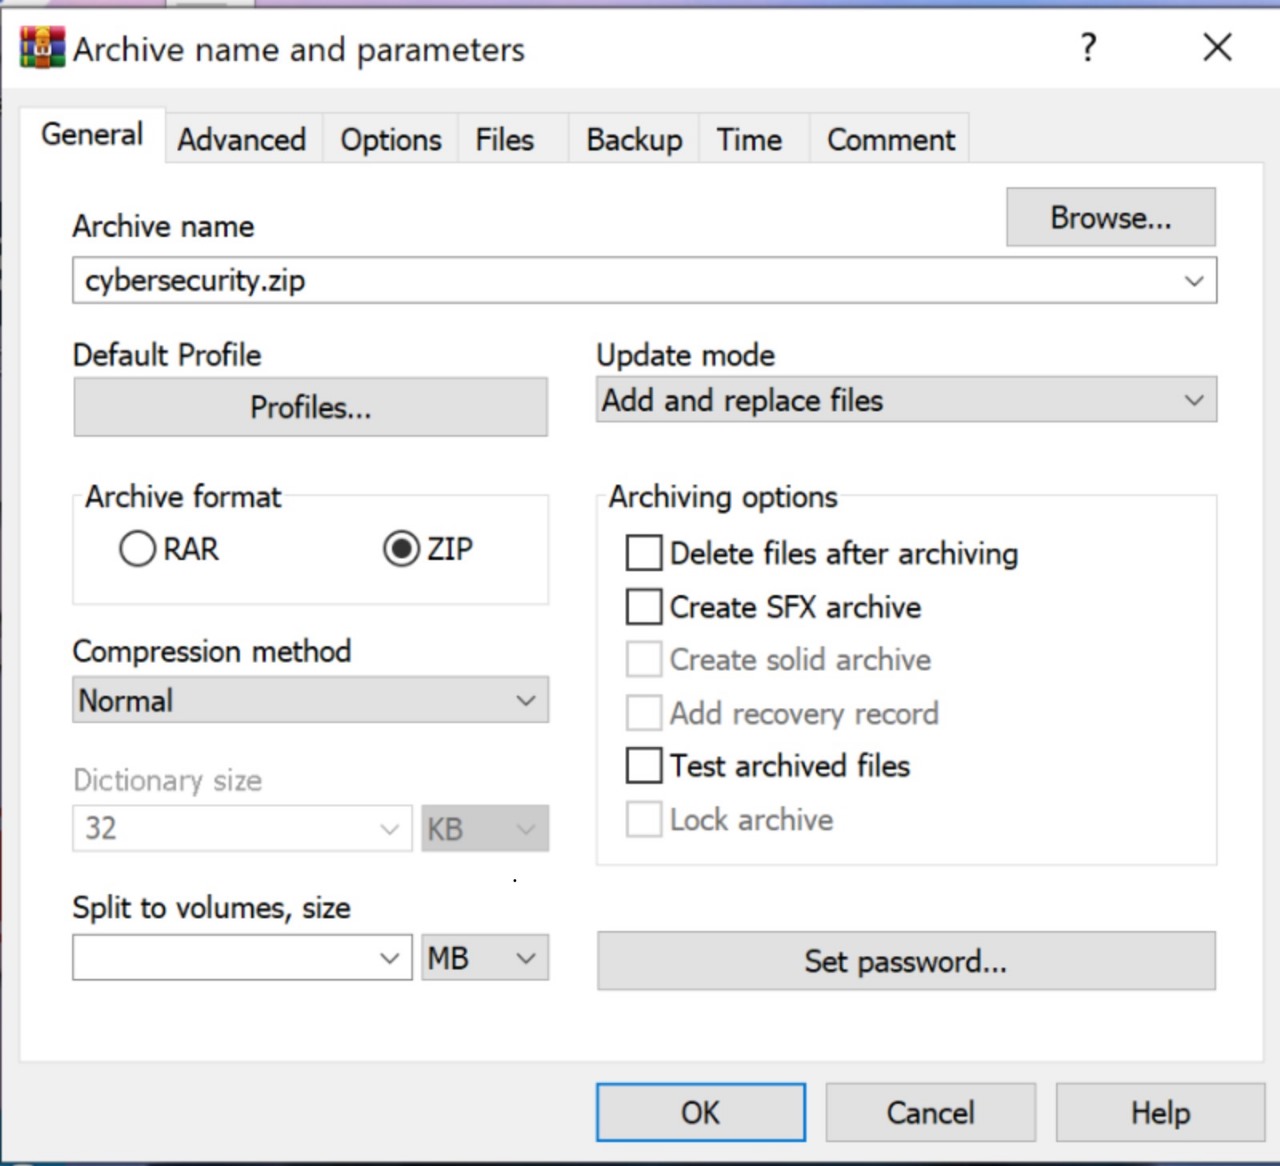 Archive name and parameters
?
General Advanced Options Files Backup Time Comment
Archive name
Browse...
cybersecurity.zip
Default Profile
Update mode
Profiles...
Add and replace files
Archive format
Archiving options
RAR ZIP
Delete files after archiving
Create SFX archive
Create solid archive
Add recovery record
Test archived files
Lock archive
Compression method
Normal
Dictionary size
32 KB
Split to volumes, size
MB
Set password...
OK Cancel Help